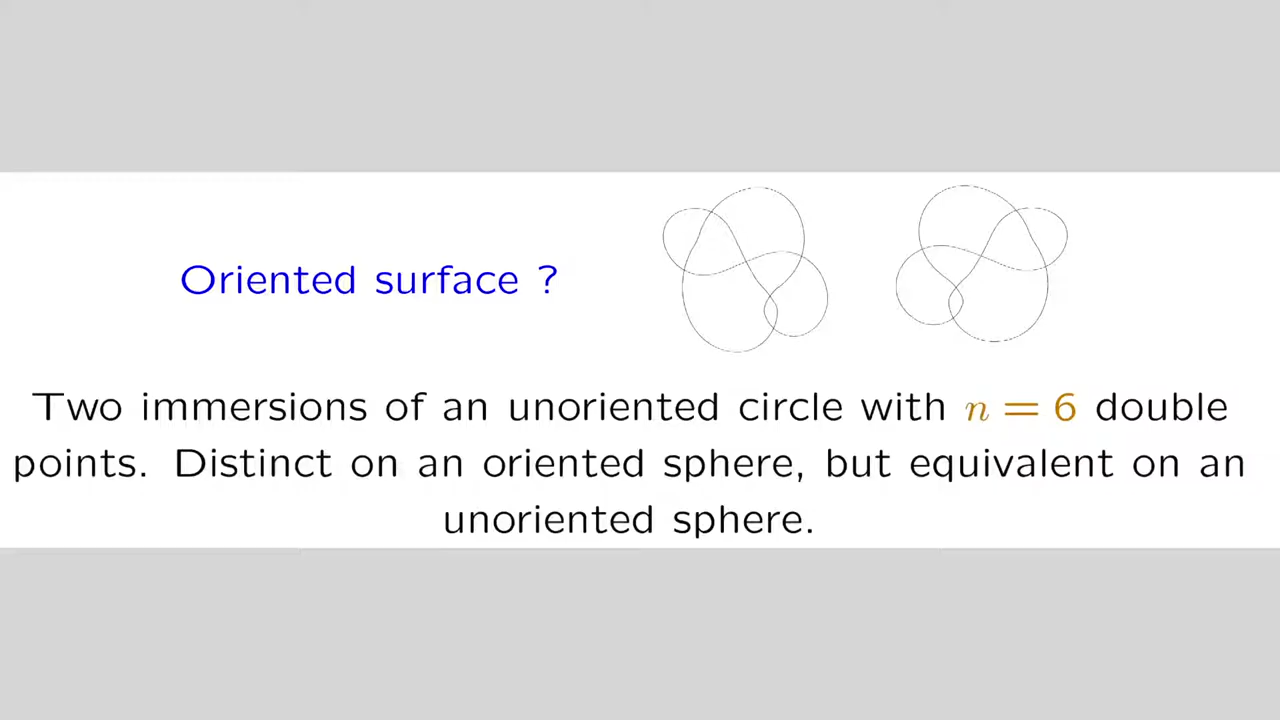 Oriented surface ?
Two immersions of an unoriented circle with n = 6 double
points. Distinct on an oriented sphere, but equivalent on an
unoriented sphere.